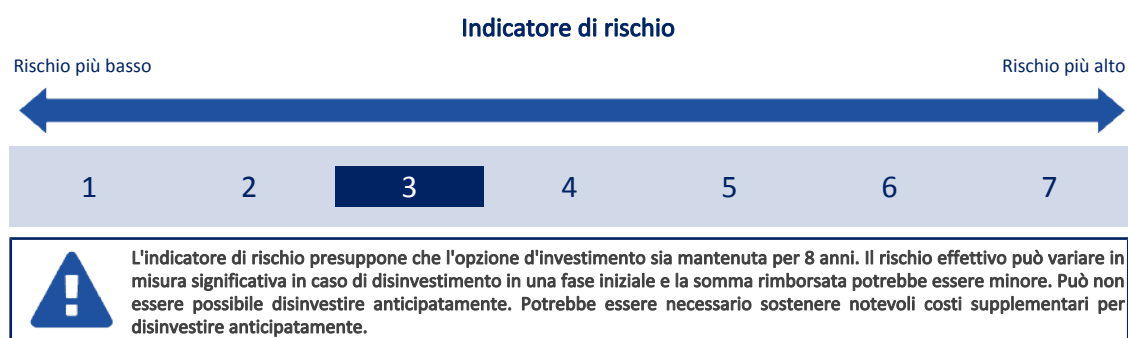 Indicatore di rischio
Rischio più basso
Rischio più alto
1 2 3 4 5 6 7
L'indicatore di rischio presuppone che l'opzione d'investimento sia mantenuta per 8 anni. Il rischio effettivo può variare in
misura significativa in caso di disinvestimento in una fase iniziale e la somma rimborsata potrebbe essere minore. Può non
essere possibile disinvestire anticipatamente. Potrebbe essere necessario sostenere notevoli costi supplementari per
disinvestire anticipatamente.